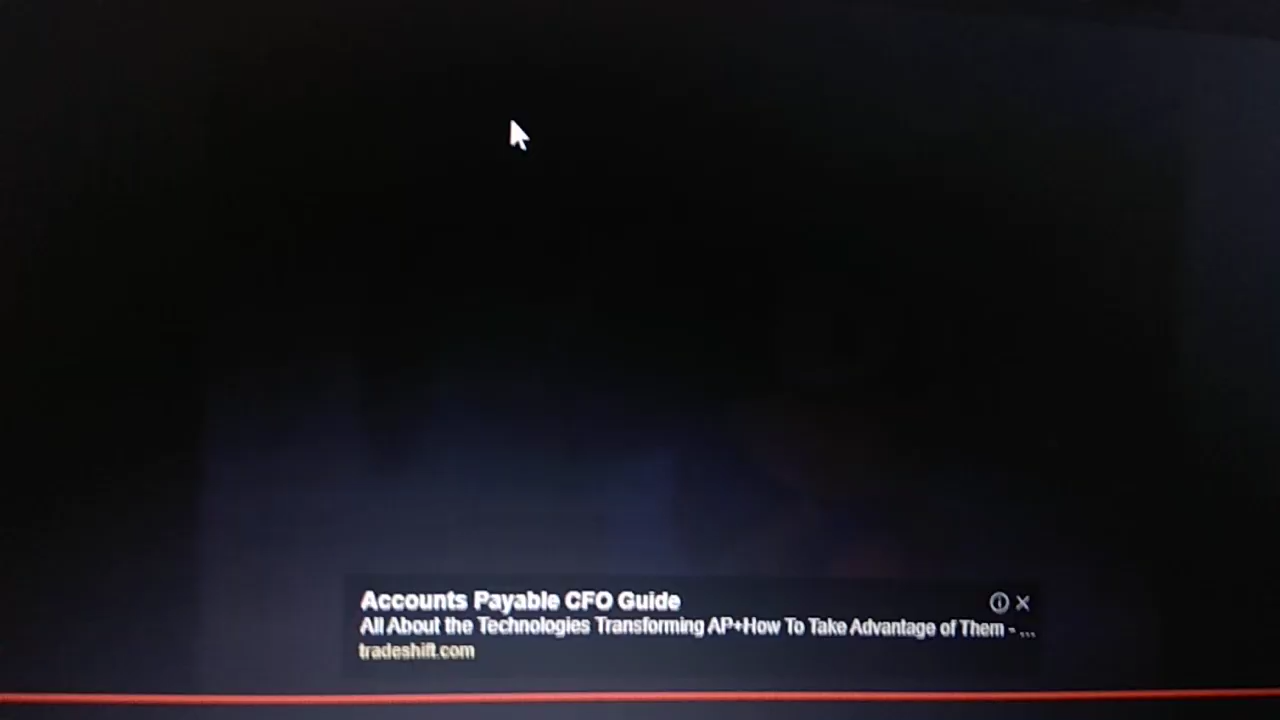 Accounts Payable CFO Guide
All About the Technologies Transforming AP+How To Take Advantage of Them - ...
tradeshift.com